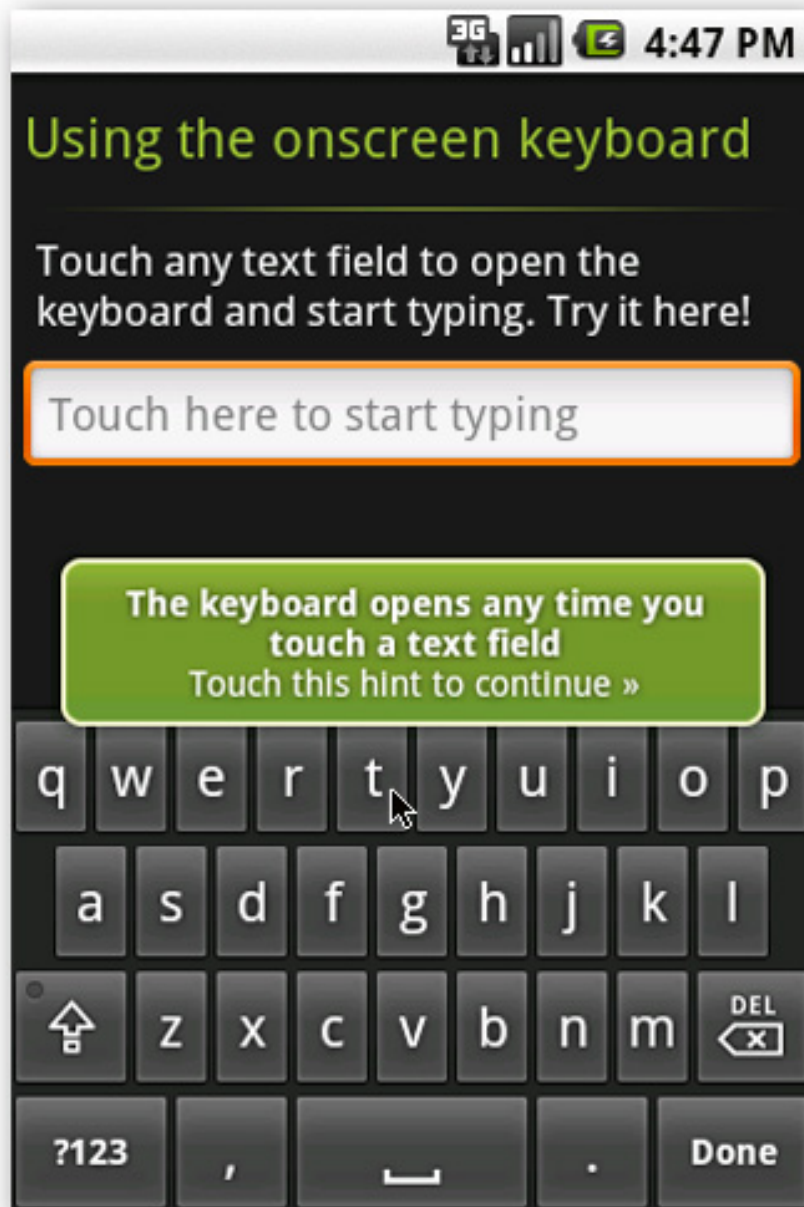 3G 4:47 PM
Using the onscreen keyboard
Touch any text field to open the
keyboard and start typing. Try it here!
Touch here to start typing
The keyboard opens any time you
touch a text field
Touch this hint to continue »
q w e r t y u i o p
a s d f g h j k l
z x c v b n m DEL
?123 , . Done